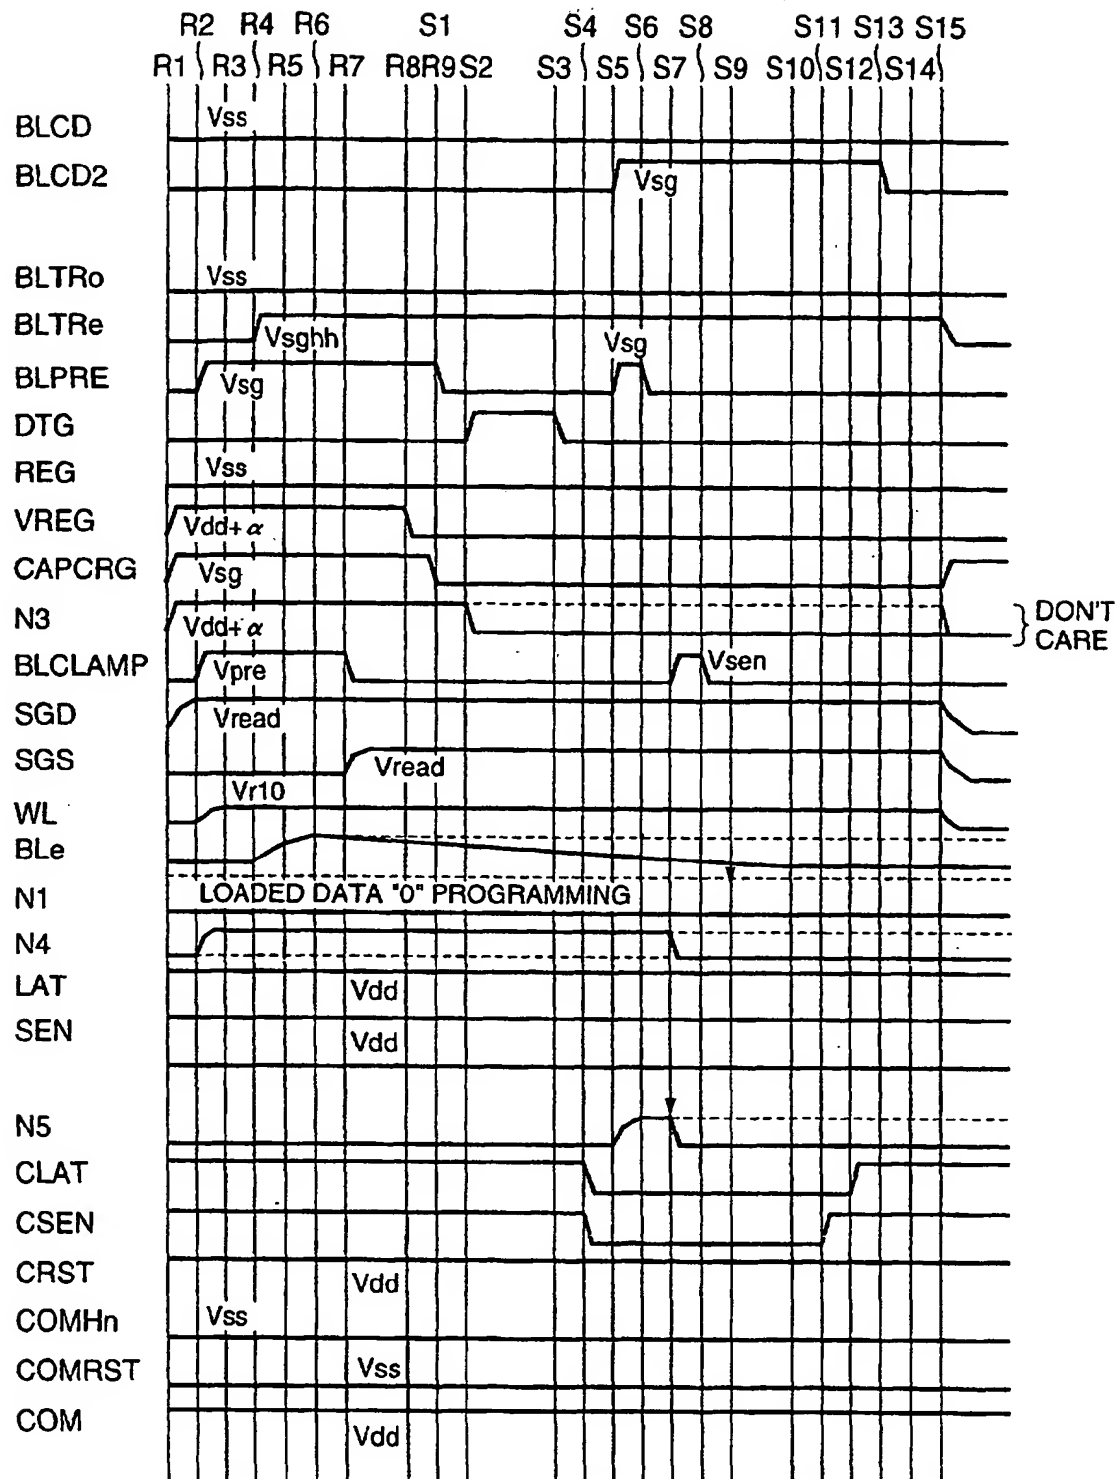 R2 R4 R6 S1 S4 S6 S8 S11 S13 S15
R1 R3 R5 R7 R8 R9 S2 S3 S5 S7 S9 S10 S12 S14
BLCD Vss
BLCD2 Vsg
BLTRo Vss
BLTRe Vsghh Vsg
BLPRE Vsg
DTG
REG Vss
VREG Vdd+α
CAPCRG Vsg
N3 Vdd+α DON'T
CARE
BLCLAMP Vpre Vsen
SGD Vread
SGS Vread
WL Vr10
BLe
N1 LOADED DATA "0" PROGRAMMING
N4
LAT Vdd
SEN Vdd
N5
CLAT
CSEN
CRST Vdd
COMHn Vss
COMRST Vss
COM Vdd